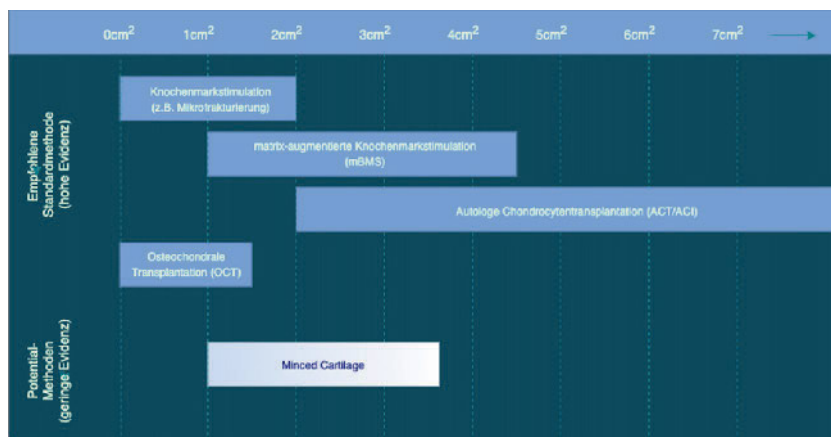 0cm² 1cm² 2cm² 3cm² 4cm² 5cm² 6cm² 7cm²
Empfohlene
Standardmethode
(hohe Evidenz)
Knochenmarkstimulation
(z.B. Mikrofrakturierung)
matrix-augmentierte Knochenmarkstimulation
(mBMS)
Autologe Chondrocytentransplantation (ACT/ACI)
Osteochondrale
Transplantation (OCT)
Potential-
Methoden
(geringe Evidenz)
Minced Cartilage